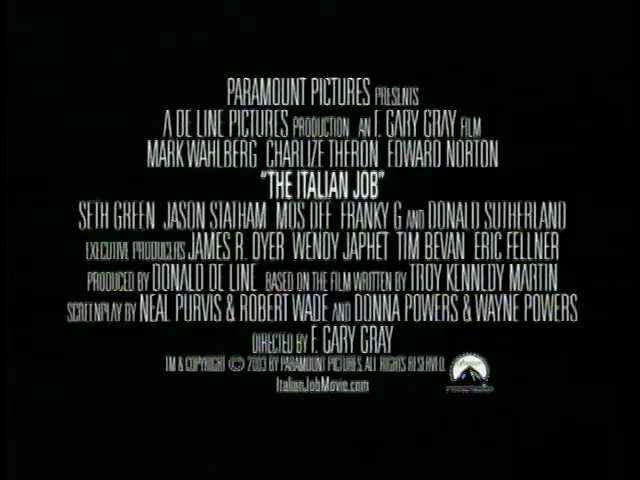 PARAMOUNT PICTURES PRESENTS
A DE LINE PICTURES PRODUCTION AN F. GARY GRAY FILM
MARK WAHLBERG CHARLIZE THERON EDWARD NORTON
"THE ITALIAN JOB"
SETH GREEN JASON STATHAM MOS DEF FRANKY G AND DONALD SUTHERLAND
EXECUTIVE PRODUCERS JAMES R. DYER WENDY JAPHET TIM BEVAN ERIC FELLNER
PRODUCED BY DONALD DE LINE BASED ON THE FILM WRITTEN BY TROY KENNEDY MARTIN
SCREENPLAY BY NEAL PURVIS & ROBERT WADE AND DONNA POWERS & WAYNE POWERS
DIRECTED BY F. GARY GRAY
TM & COPYRIGHT © 2003 BY PARAMOUNT PICTURES. ALL RIGHTS RESERVED.
ItalianJobMovie.com